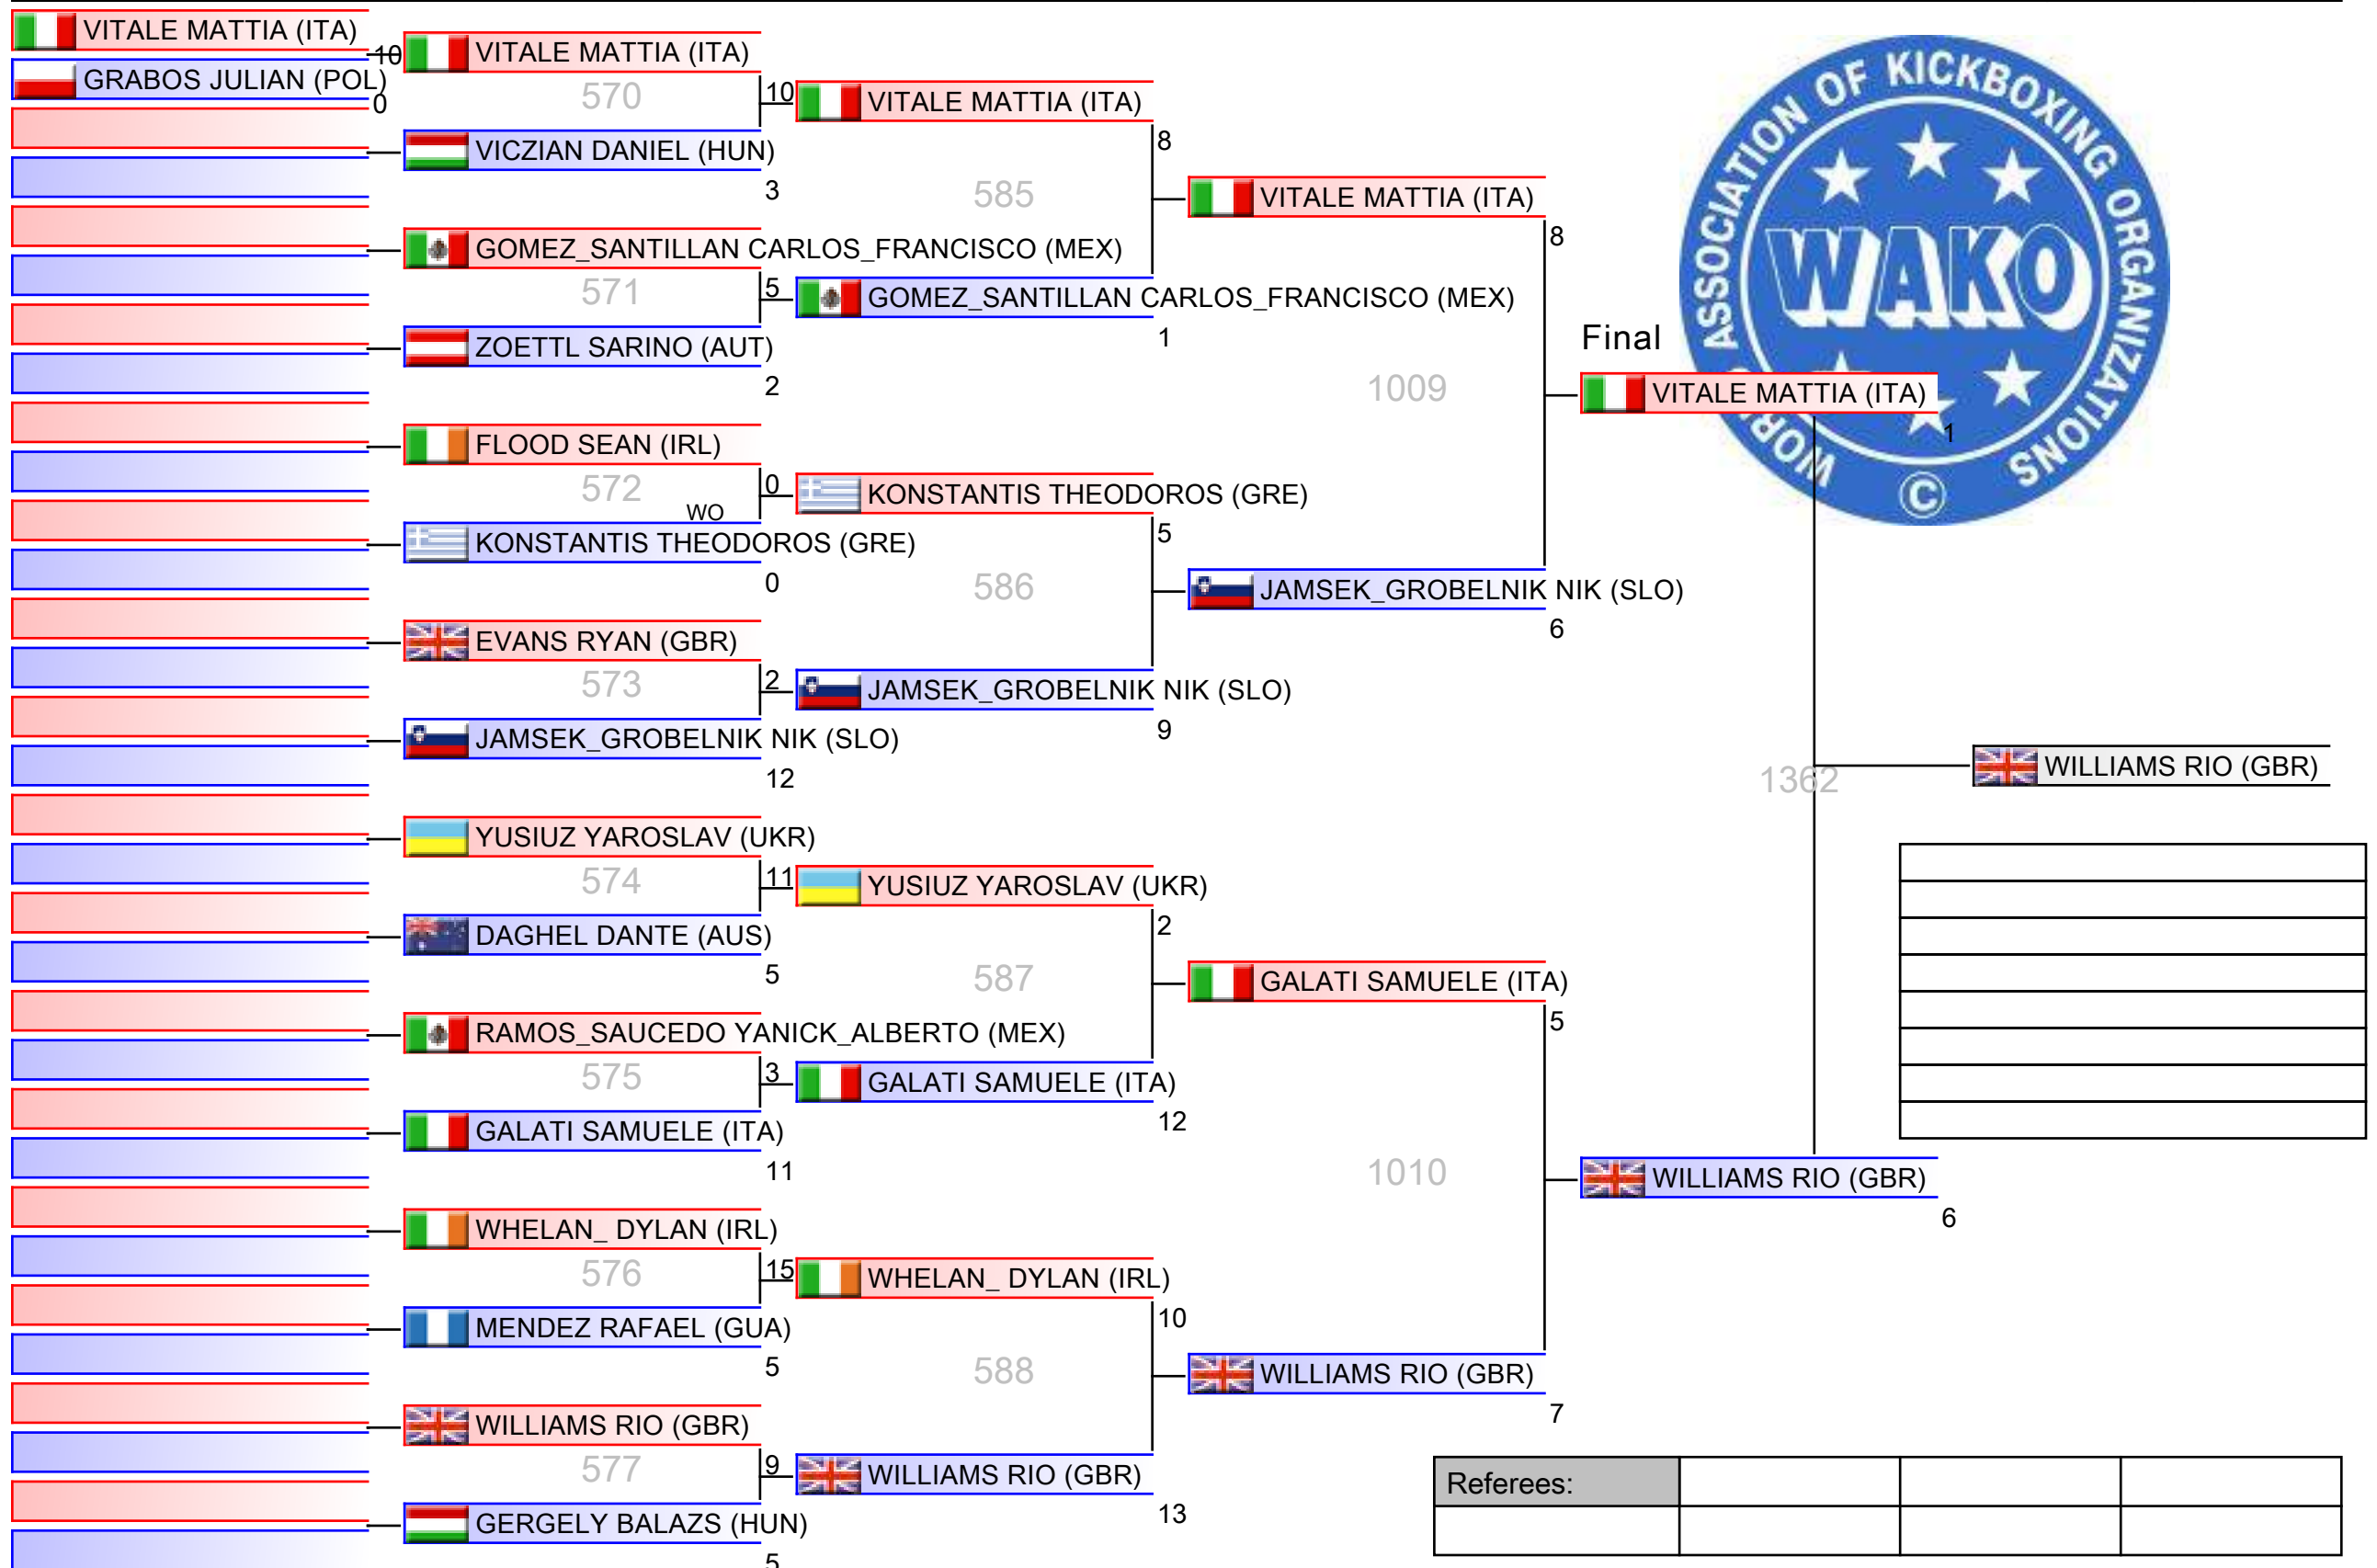 VITALE MATTIA (ITA)
10
GRABOS JULIAN (POL)
0
VITALE MATTIA (ITA)
570
10
VICZIAN DANIEL (HUN)
3
GOMEZ_SANTILLAN CARLOS_FRANCISCO (MEX)
571
5
ZOETTL SARINO (AUT)
2
FLOOD SEAN (IRL)
572
WO
0
KONSTANTIS THEODOROS (GRE)
0
EVANS RYAN (GBR)
573
2
JAMSEK_GROBELNIK NIK (SLO)
12
YUSIUZ YAROSLAV (UKR)
574
11
DAGHEL DANTE (AUS)
5
RAMOS_SAUCEDO YANICK_ALBERTO (MEX)
575
3
GALATI SAMUELE (ITA)
11
WHELAN_ DYLAN (IRL)
576
15
MENDEZ RAFAEL (GUA)
5
WILLIAMS RIO (GBR)
577
9
GERGELY BALAZS (HUN)
5
VITALE MATTIA (ITA)
8
585
GOMEZ_SANTILLAN CARLOS_FRANCISCO (MEX)
1
KONSTANTIS THEODOROS (GRE)
5
586
JAMSEK_GROBELNIK NIK (SLO)
9
YUSIUZ YAROSLAV (UKR)
2
587
GALATI SAMUELE (ITA)
12
WHELAN_ DYLAN (IRL)
10
588
WILLIAMS RIO (GBR)
13
VITALE MATTIA (ITA)
8
1009
JAMSEK_GROBELNIK NIK (SLO)
6
GALATI SAMUELE (ITA)
5
1010
WILLIAMS RIO (GBR)
7
Final
VITALE MATTIA (ITA)
1
1362
WILLIAMS RIO (GBR)
6
WILLIAMS RIO (GBR)
ASSOCIATION OF KICKBOXING ORGANIZATIONS
WAKO
©
Referees: